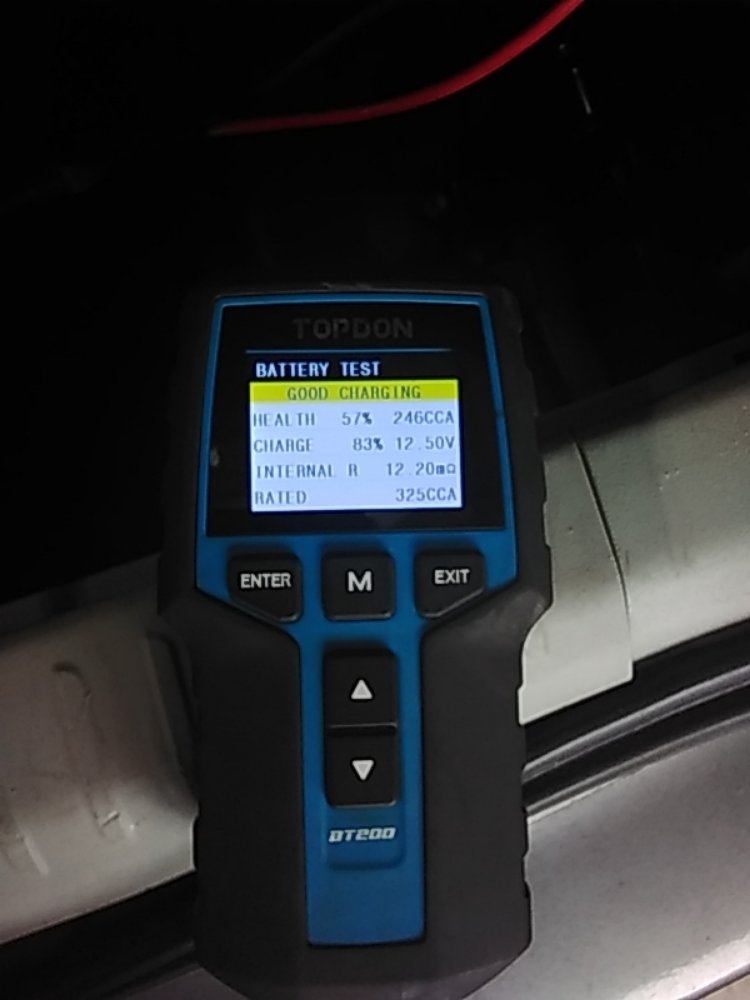 TOPDON
BATTERY TEST
GOOD CHARGING
HEALTH 57% 246CCA
CHARGE 83% 12.50V
INTERNAL R 12.20mΩ
RATED 325CCA
ENTER M EXIT
BT200